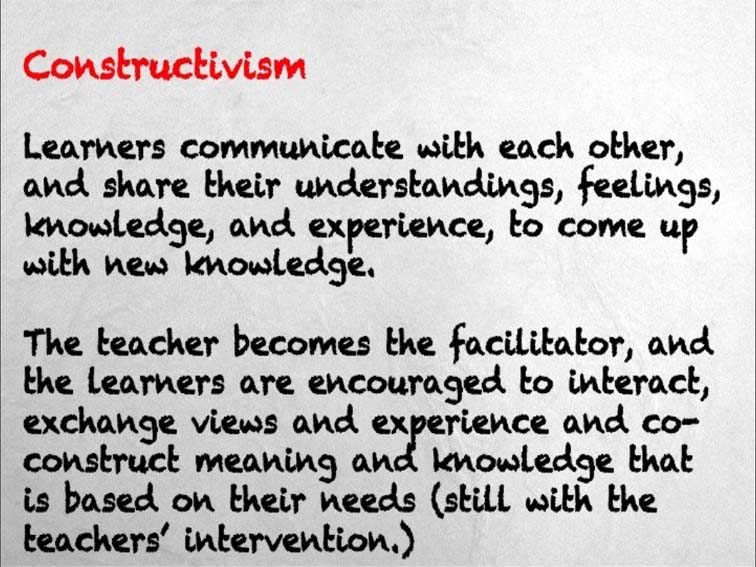 Constructivism
Learners communicate with each other,
and share their understandings, feelings,
knowledge, and experience, to come up
with new knowledge.
The teacher becomes the facilitator, and
the learners are encouraged to interact,
exchange views and experience and co-
construct meaning and knowledge that
is based on their needs (still with the
teachers' intervention.)